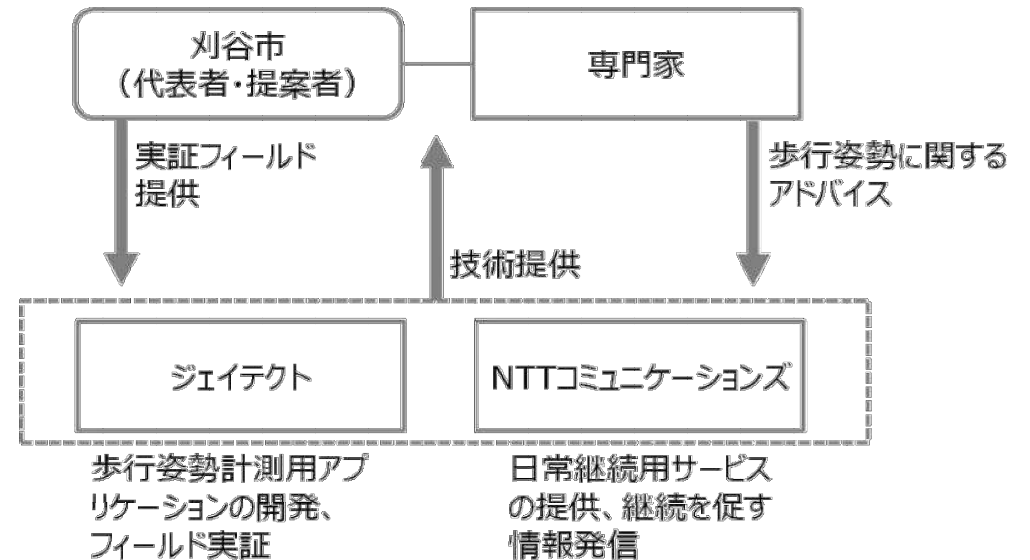 刈谷市
（代表者・提案者）
専門家
実証フィールド
提供
歩行姿勢に関する
アドバイス
技術提供
ジェイテクト
NTTコミュニケーションズ
歩行姿勢計測用アプ
リケーションの開発、
フィールド実証
日常継続用サービス
の提供、継続を促す
情報発信